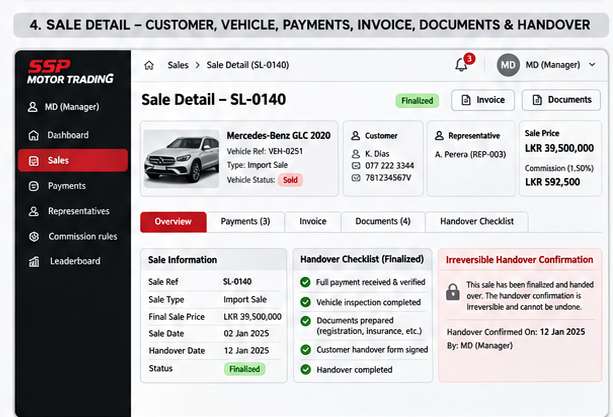 4. SALE DETAIL – CUSTOMER, VEHICLE, PAYMENTS, INVOICE, DOCUMENTS & HANDOVER
SSP
MOTOR TRADING
MD (Manager)
Dashboard
Sales
Payments
Representatives
Commission rules
Leaderboard
Sales > Sale Detail (SL-0140)
3
MD
MD (Manager)
Sale Detail – SL-0140
Finalized
Invoice
Documents
Mercedes-Benz GLC 2020
Vehicle Ref: VEH-0251
Type: Import Sale
Vehicle Status: Sold
Customer
K. Dias
077 222 3344
781234567V
Representative
A. Perera (REP-003)
Sale Price
LKR 39,500,000
Commission (1.50%)
LKR 592,500
Overview
Payments (3)
Invoice
Documents (4)
Handover Checklist
Sale Information
Sale Ref SL-0140
Sale Type Import Sale
Final Sale Price LKR 39,500,000
Sale Date 02 Jan 2025
Handover Date 12 Jan 2025
Status Finalized
Handover Checklist (Finalized)
Full payment received & verified
Vehicle inspection completed
Documents prepared
(registration, insurance, etc.)
Customer handover form signed
Handover completed
Irreversible Handover Confirmation
This sale has been finalized and handed
over. The handover confirmation is
irreversible and cannot be undone.
Handover Confirmed On: 12 Jan 2025
By: MD (Manager)